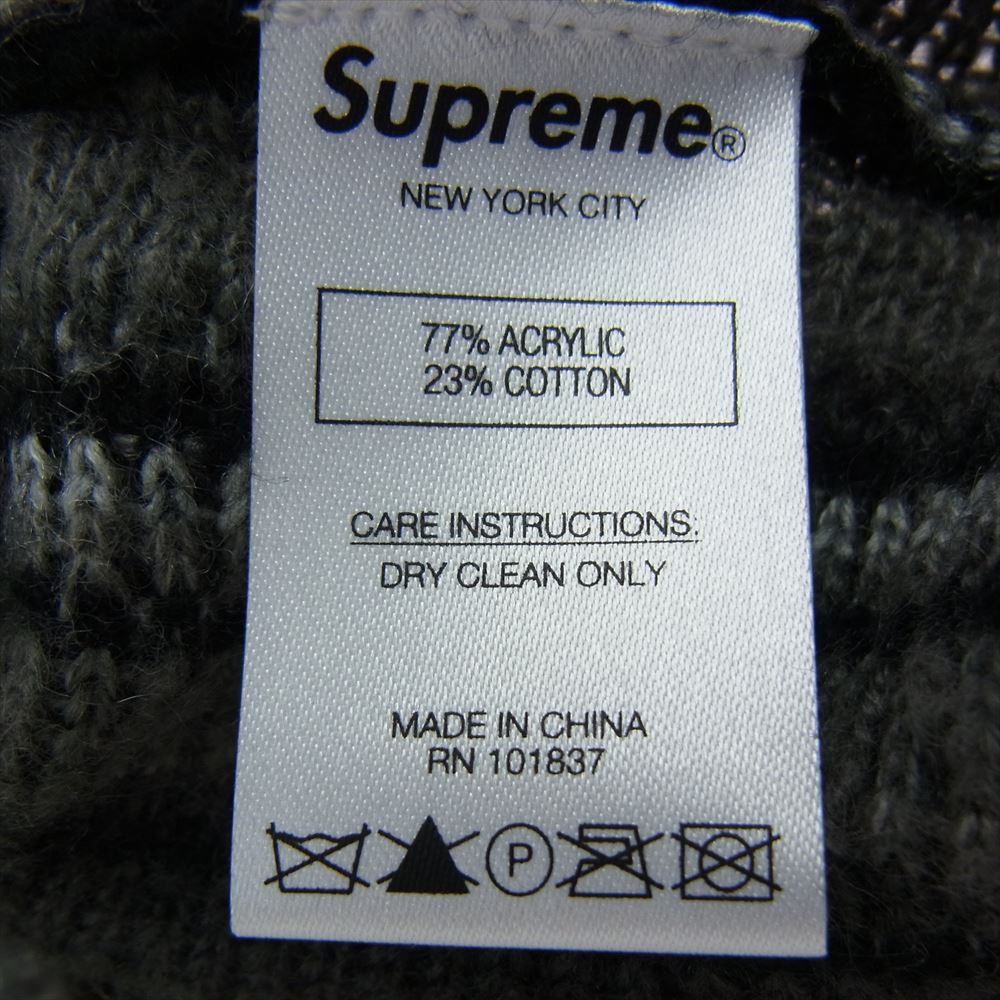 Supreme®
NEW YORK CITY
77% ACRYLIC
23% COTTON
CARE INSTRUCTIONS:
DRY CLEAN ONLY
MADE IN CHINA
RN 101837
P